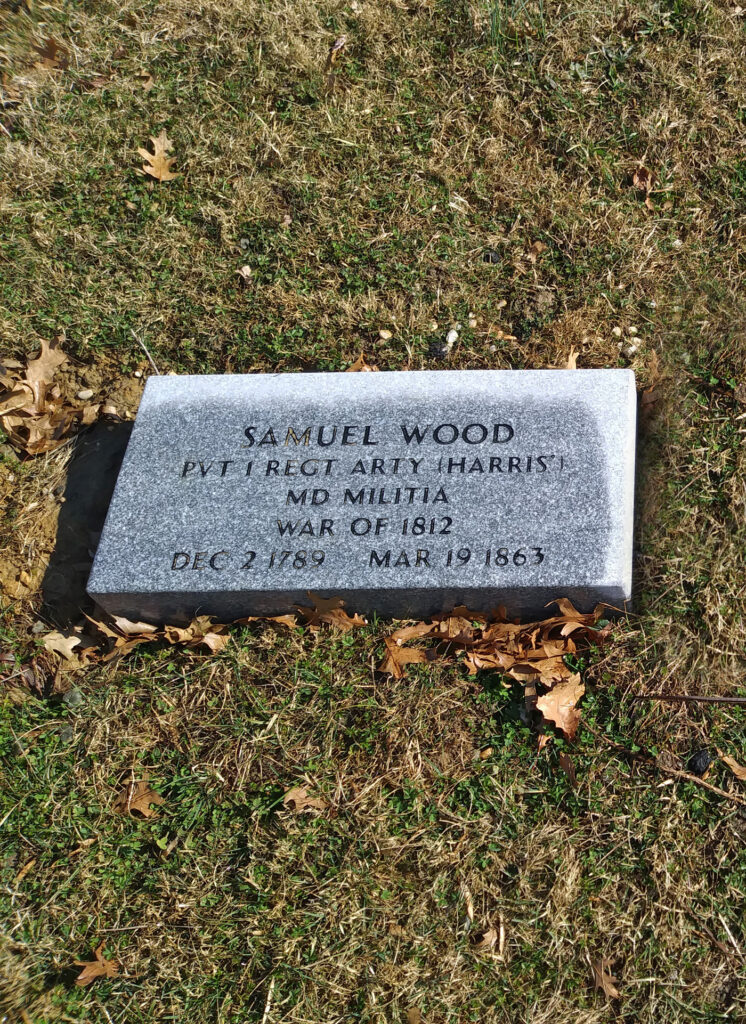 SAMUEL WOOD
PVT 1 REGT ARTY (HARRIS')
MD MILITIA
WAR OF 1812
DEC 2 1789 MAR 19 1863